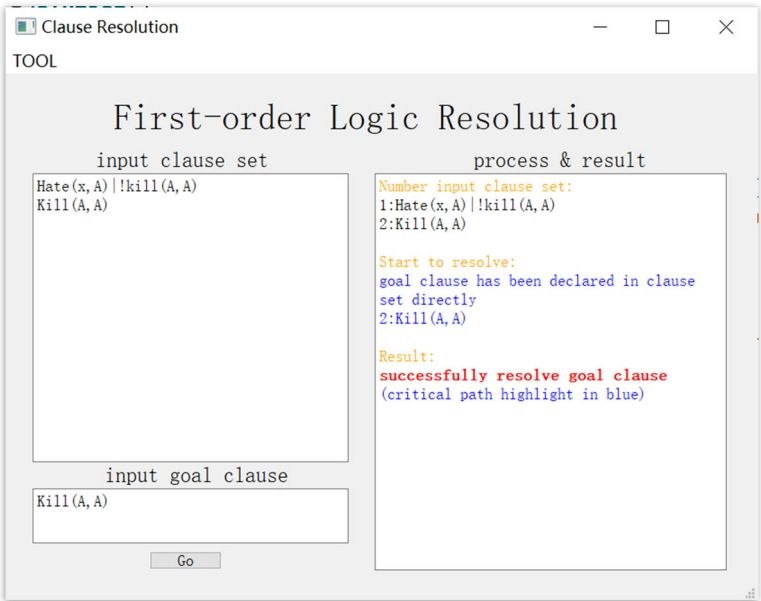 Clause Resolution
TOOL
First-order Logic Resolution
input clause set
Hate(x,A)|!kill(A,A)
Kill(A,A)
input goal clause
Kill(A,A)
Go
process & result
Number input clause set:
1:Hate(x,A)|!kill(A,A)
2:Kill(A,A)
Start to resolve:
goal clause has been declared in clause
set directly
2:Kill(A,A)
Result:
successfully resolve goal clause
(critical path highlight in blue)